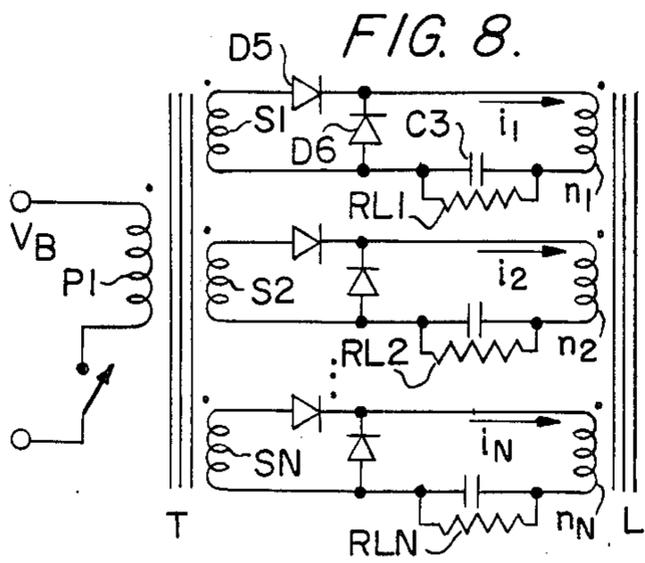 FIG. 8.
D5
S1
D6
C3
i1
RL1
n1
VB
P1
S2
i2
RL2
n2
SN
iN
RLN
nN
T
L